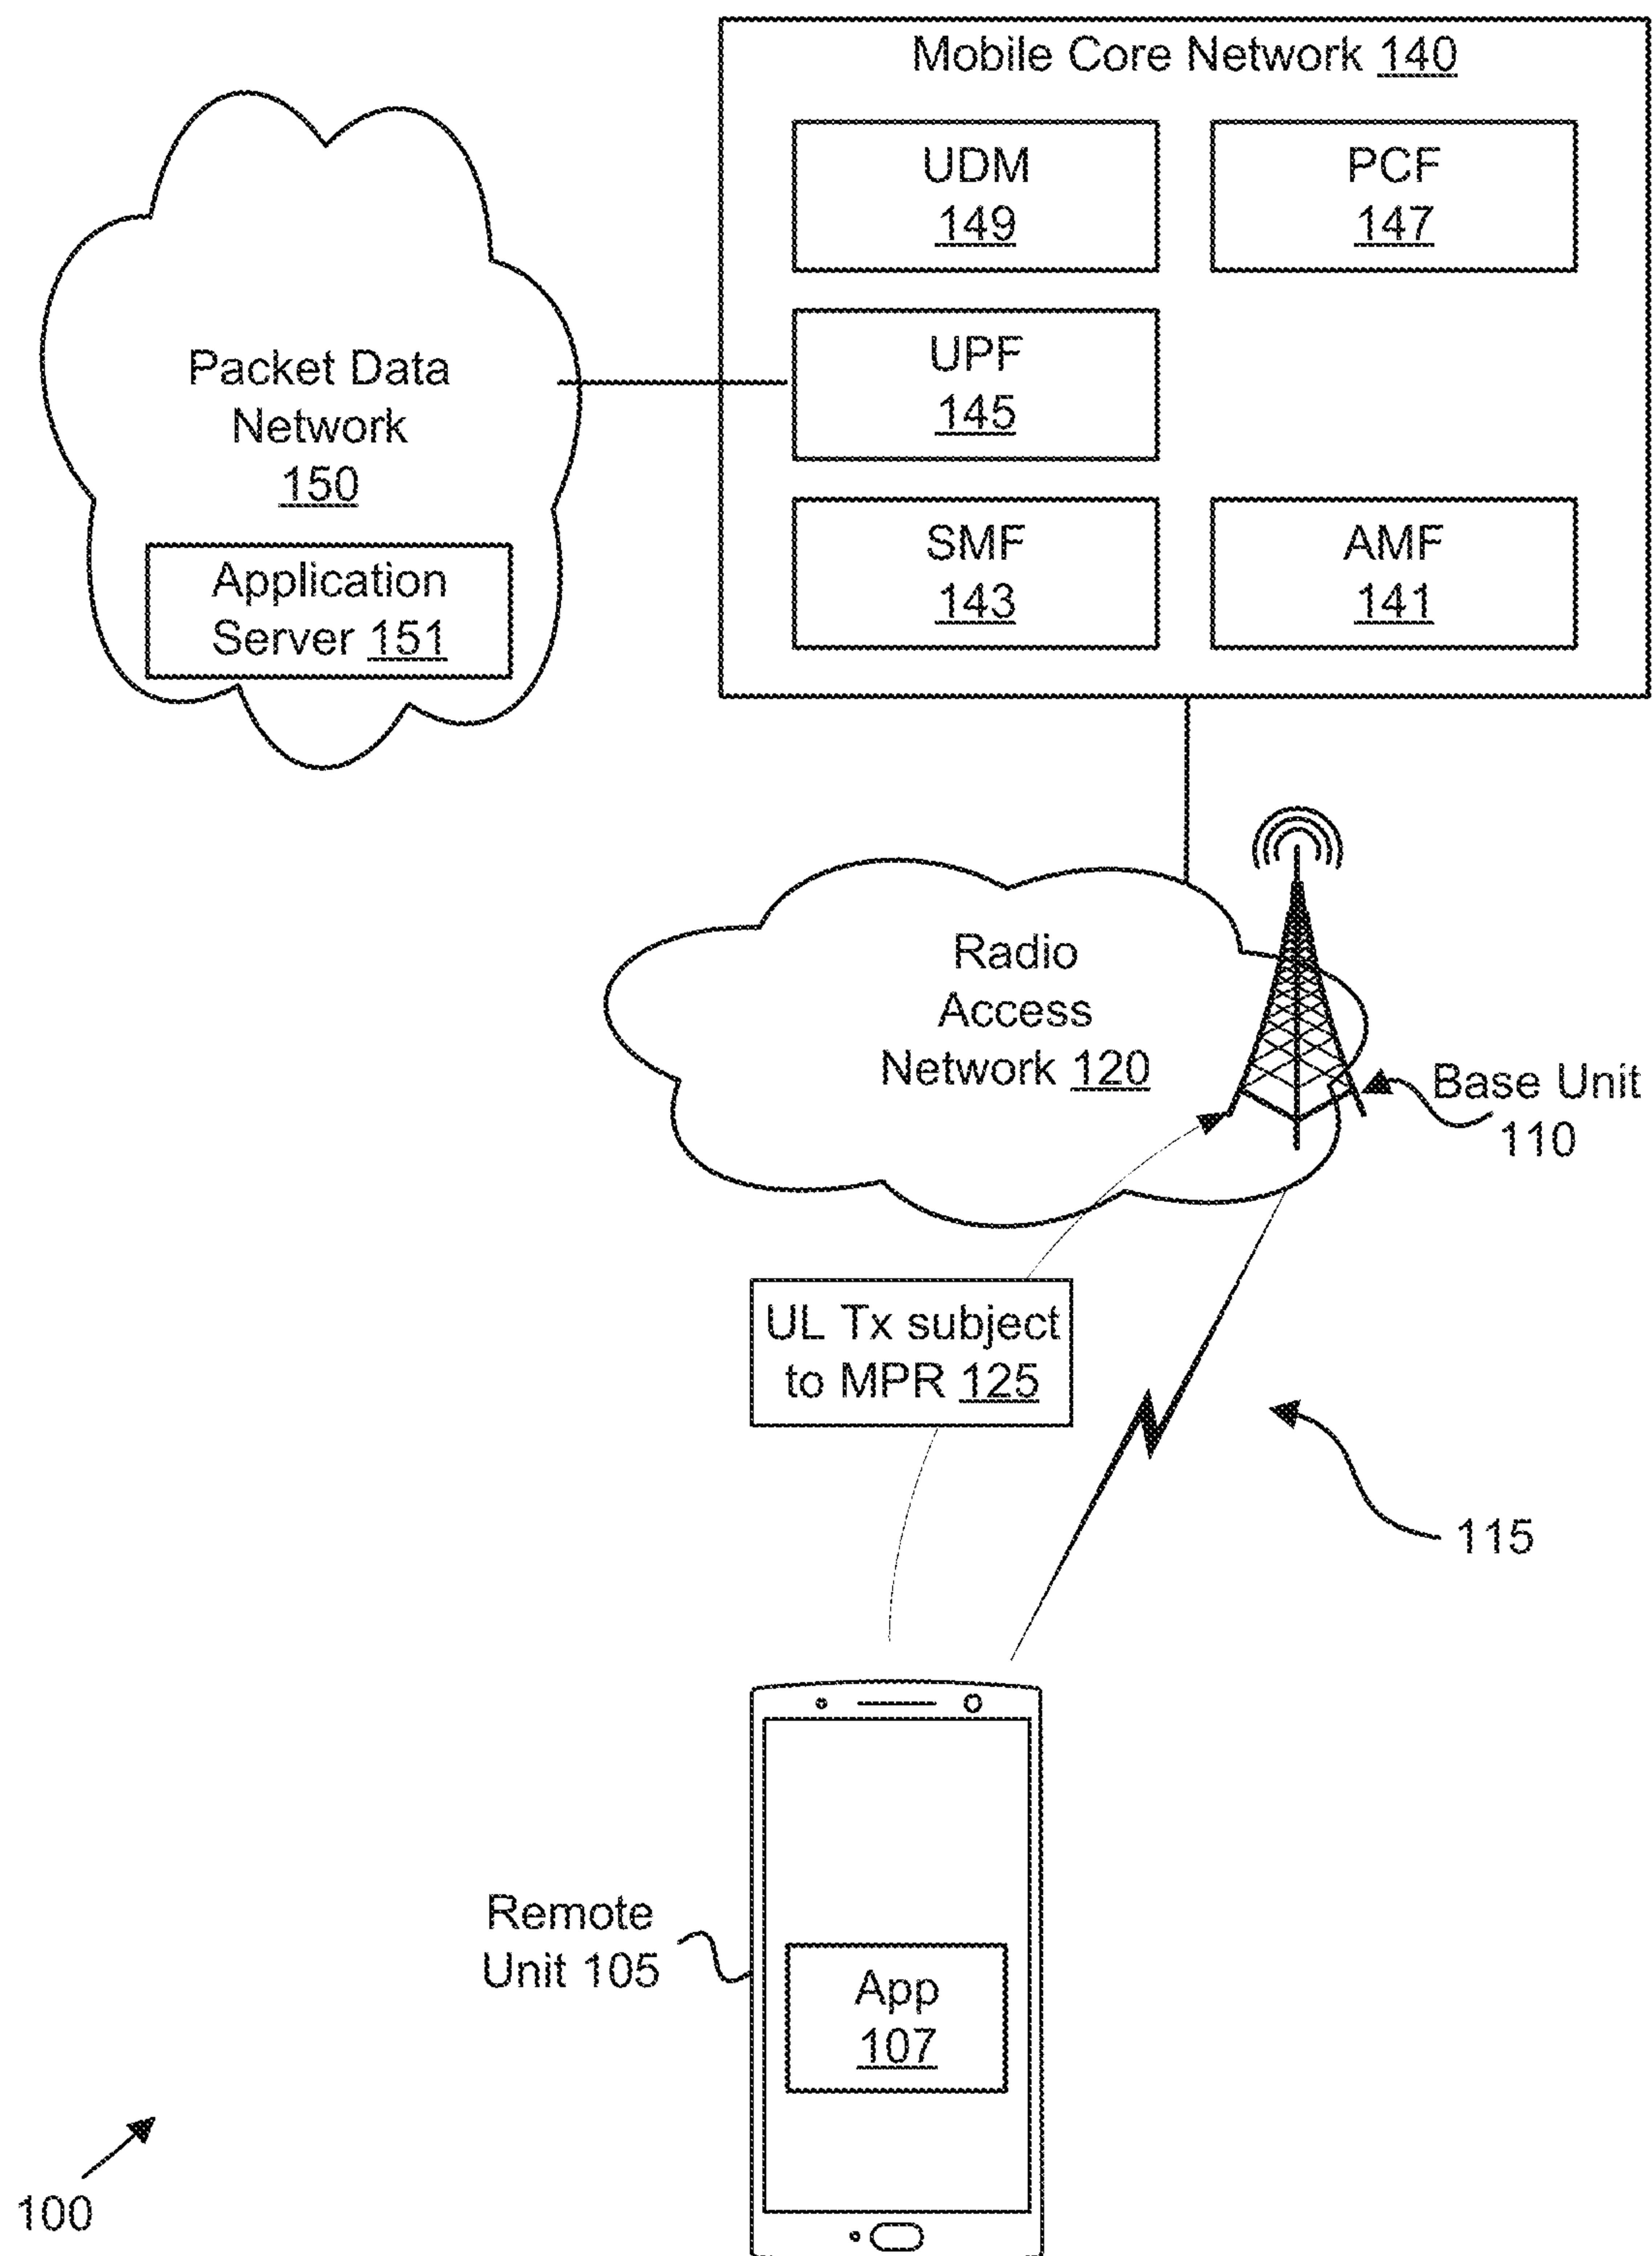 Mobile Core Network 140
UDM
149
PCF
147
Packet Data
Network
150
UPF
145
Application
Server 151
SMF
143
AMF
141
Radio
Access
Network 120
Base Unit
110
UL Tx subject
to MPR 125
115
Remote
Unit 105
App
107
100